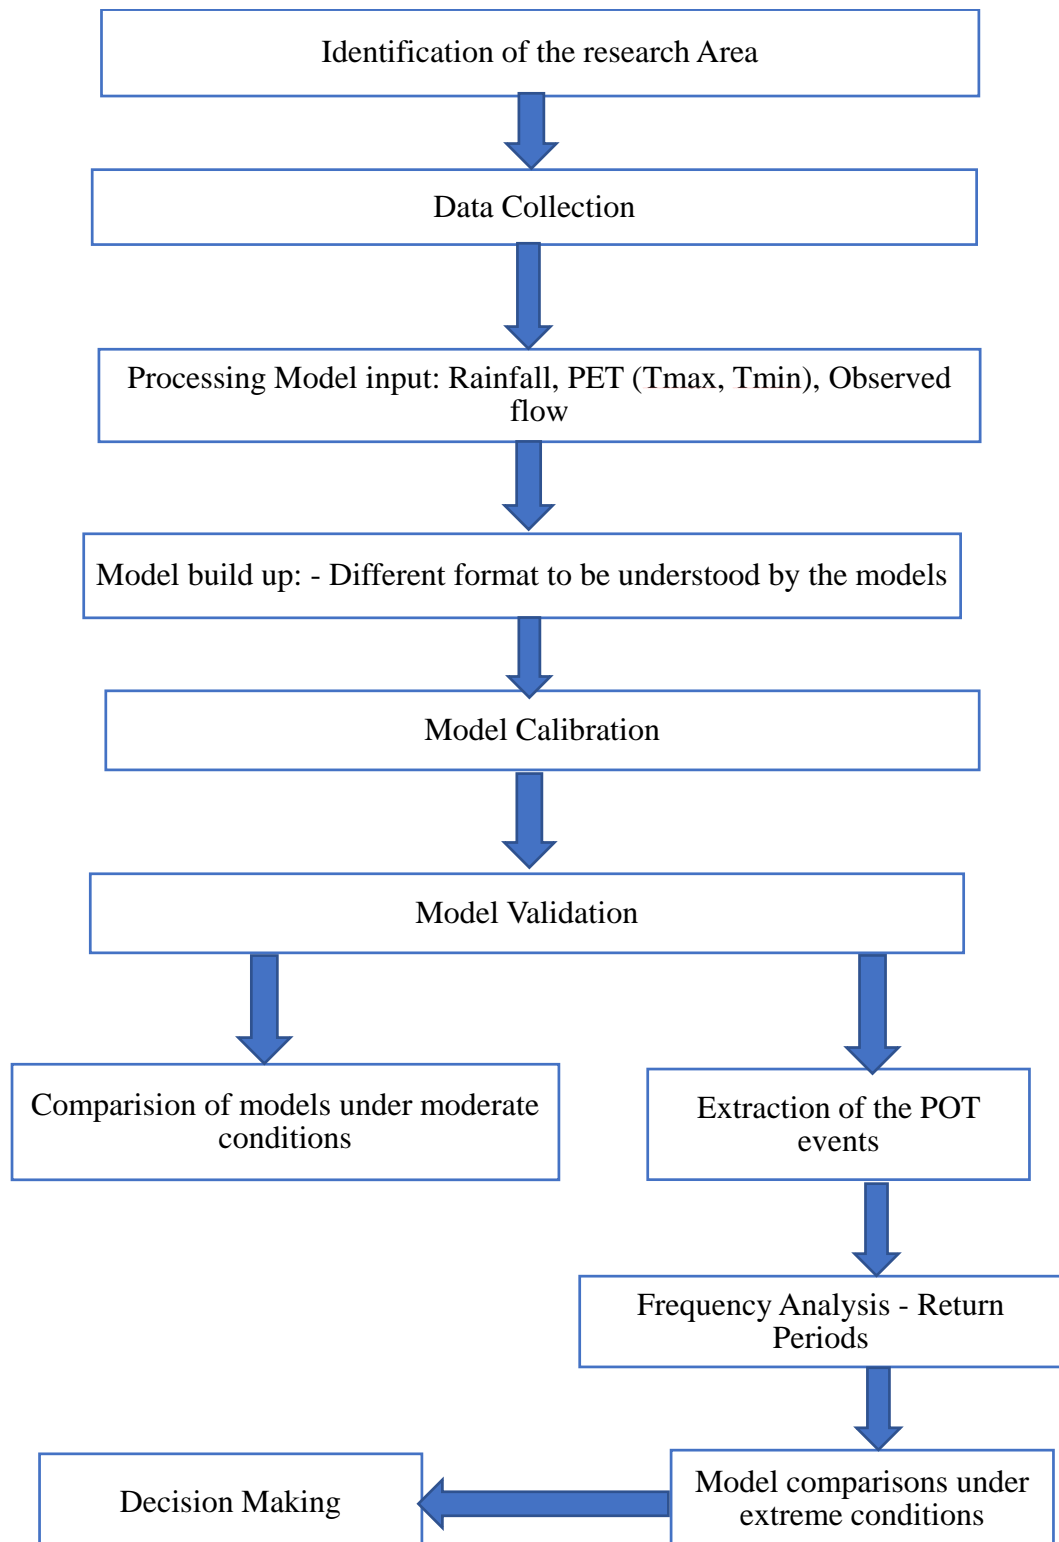 Identification of the research Area
Data Collection
Processing Model input: Rainfall, PET (Tmax, Tmin), Observed
flow
Model build up: - Different format to be understood by the models
Model Calibration
Model Validation
Comparision of models under moderate
conditions
Extraction of the POT
events
Frequency Analysis - Return
Periods
Model comparisons under
extreme conditions
Decision Making